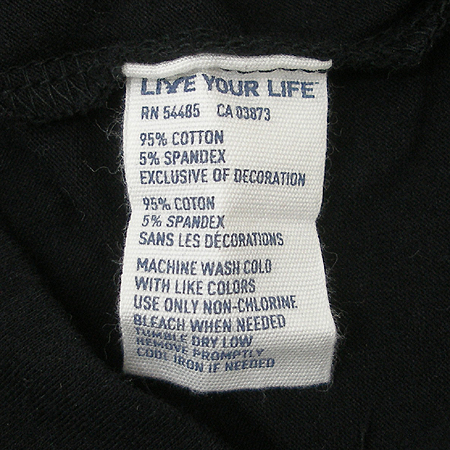 LIVE YOUR LIFE
RN 54485 CA 03873
95% COTTON
5% SPANDEX
EXCLUSIVE OF DECORATION
95% COTON
5% SPANDEX
SANS LES DÉCORATIONS
MACHINE WASH COLD
WITH LIKE COLORS
USE ONLY NON-CHLORINE
BLEACH WHEN NEEDED
TUMBLE DRY LOW
REMOVE PROMPTLY
COOL IRON IF NEEDED